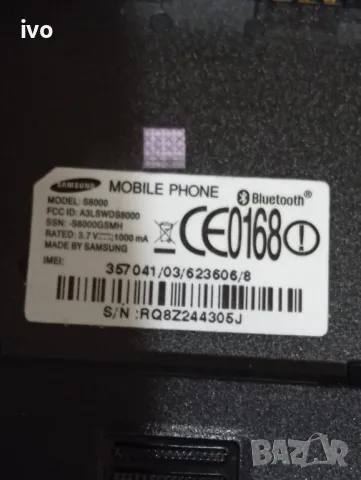 ivo
SAMSUNG MOBILE PHONE Bluetooth®
MODEL: S8000
FCC ID: A3LSWDS8000
SSN: -S8000GSMH
RATED: 3.7 V⎓ 1000 mA
MADE BY SAMSUNG
CE0168
IMEI:
357041/03/623606/8
S/N :RQ8Z244305J
BAZAR